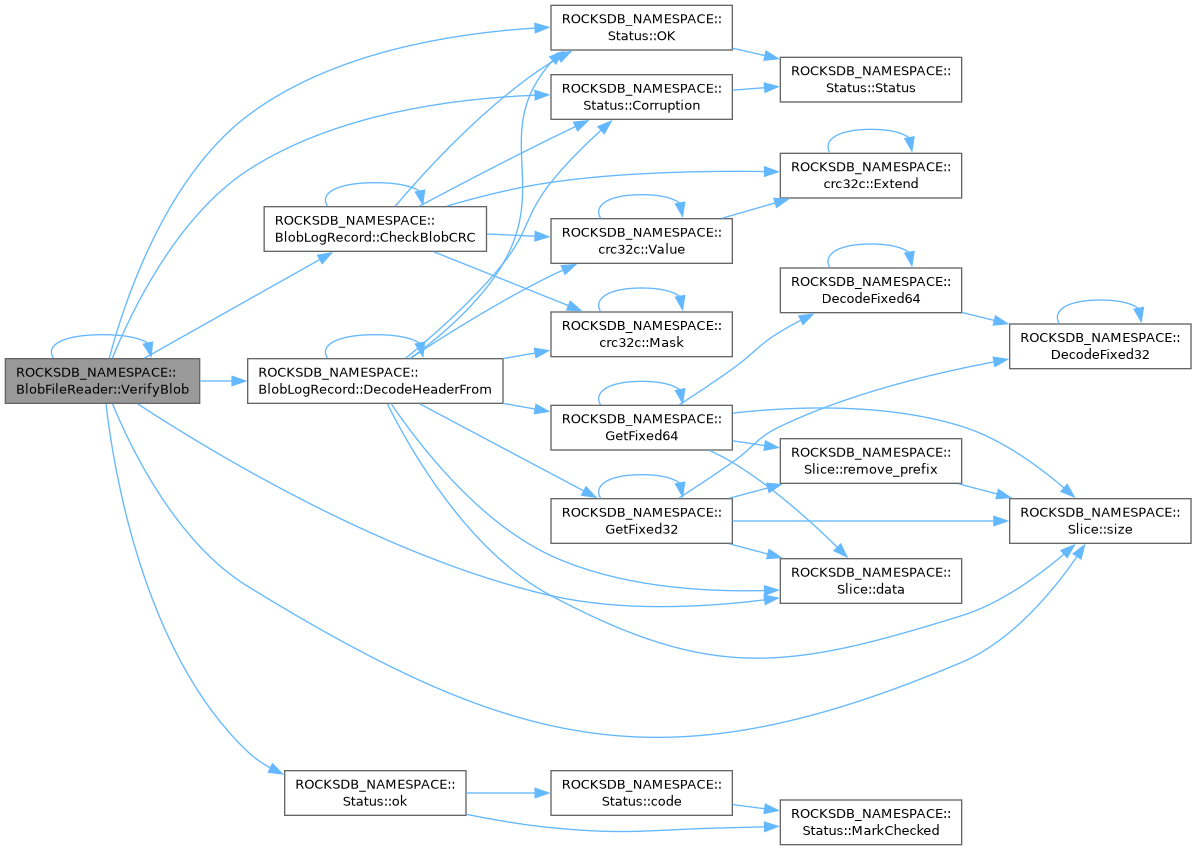 ROCKSDB_NAMESPACE::
BlobFileReader::VerifyBlob
ROCKSDB_NAMESPACE::
BlobLogRecord::CheckBlobCRC
ROCKSDB_NAMESPACE::
BlobLogRecord::DecodeHeaderFrom
ROCKSDB_NAMESPACE::
Status::ok
ROCKSDB_NAMESPACE::
Status::OK
ROCKSDB_NAMESPACE::
Status::Corruption
ROCKSDB_NAMESPACE::
crc32c::Value
ROCKSDB_NAMESPACE::
crc32c::Mask
ROCKSDB_NAMESPACE::
GetFixed64
ROCKSDB_NAMESPACE::
GetFixed32
ROCKSDB_NAMESPACE::
Status::code
ROCKSDB_NAMESPACE::
Status::Status
ROCKSDB_NAMESPACE::
crc32c::Extend
ROCKSDB_NAMESPACE::
DecodeFixed64
ROCKSDB_NAMESPACE::
Slice::remove_prefix
ROCKSDB_NAMESPACE::
Slice::data
ROCKSDB_NAMESPACE::
Status::MarkChecked
ROCKSDB_NAMESPACE::
DecodeFixed32
ROCKSDB_NAMESPACE::
Slice::size